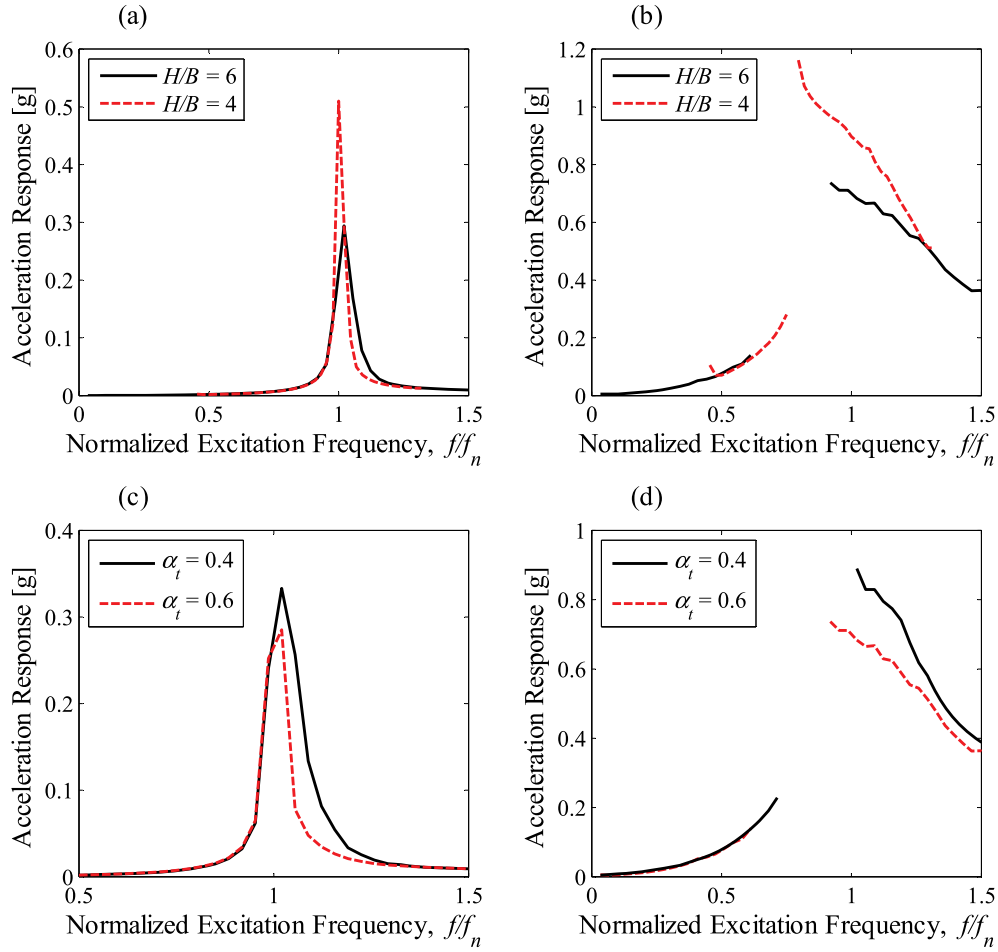 (a)
(b)
0.6
0.5
0.4
0.3
0.2
0.1
0
Acceleration Response [g]
H/B = 6
H/B = 4
0
0.5
1
1.5
Normalized Excitation Frequency, f/fn
1.2
1
0.8
0.6
0.4
0.2
0
Acceleration Response [g]
H/B = 6
H/B = 4
0
0.5
1
1.5
Normalized Excitation Frequency, f/fn
(c)
(d)
0.4
0.3
0.2
0.1
0
Acceleration Response [g]
αt = 0.4
αt = 0.6
0.5
1
1.5
Normalized Excitation Frequency, f/fn
1
0.8
0.6
0.4
0.2
0
Acceleration Response [g]
αt = 0.4
αt = 0.6
0
0.5
1
1.5
Normalized Excitation Frequency, f/fn